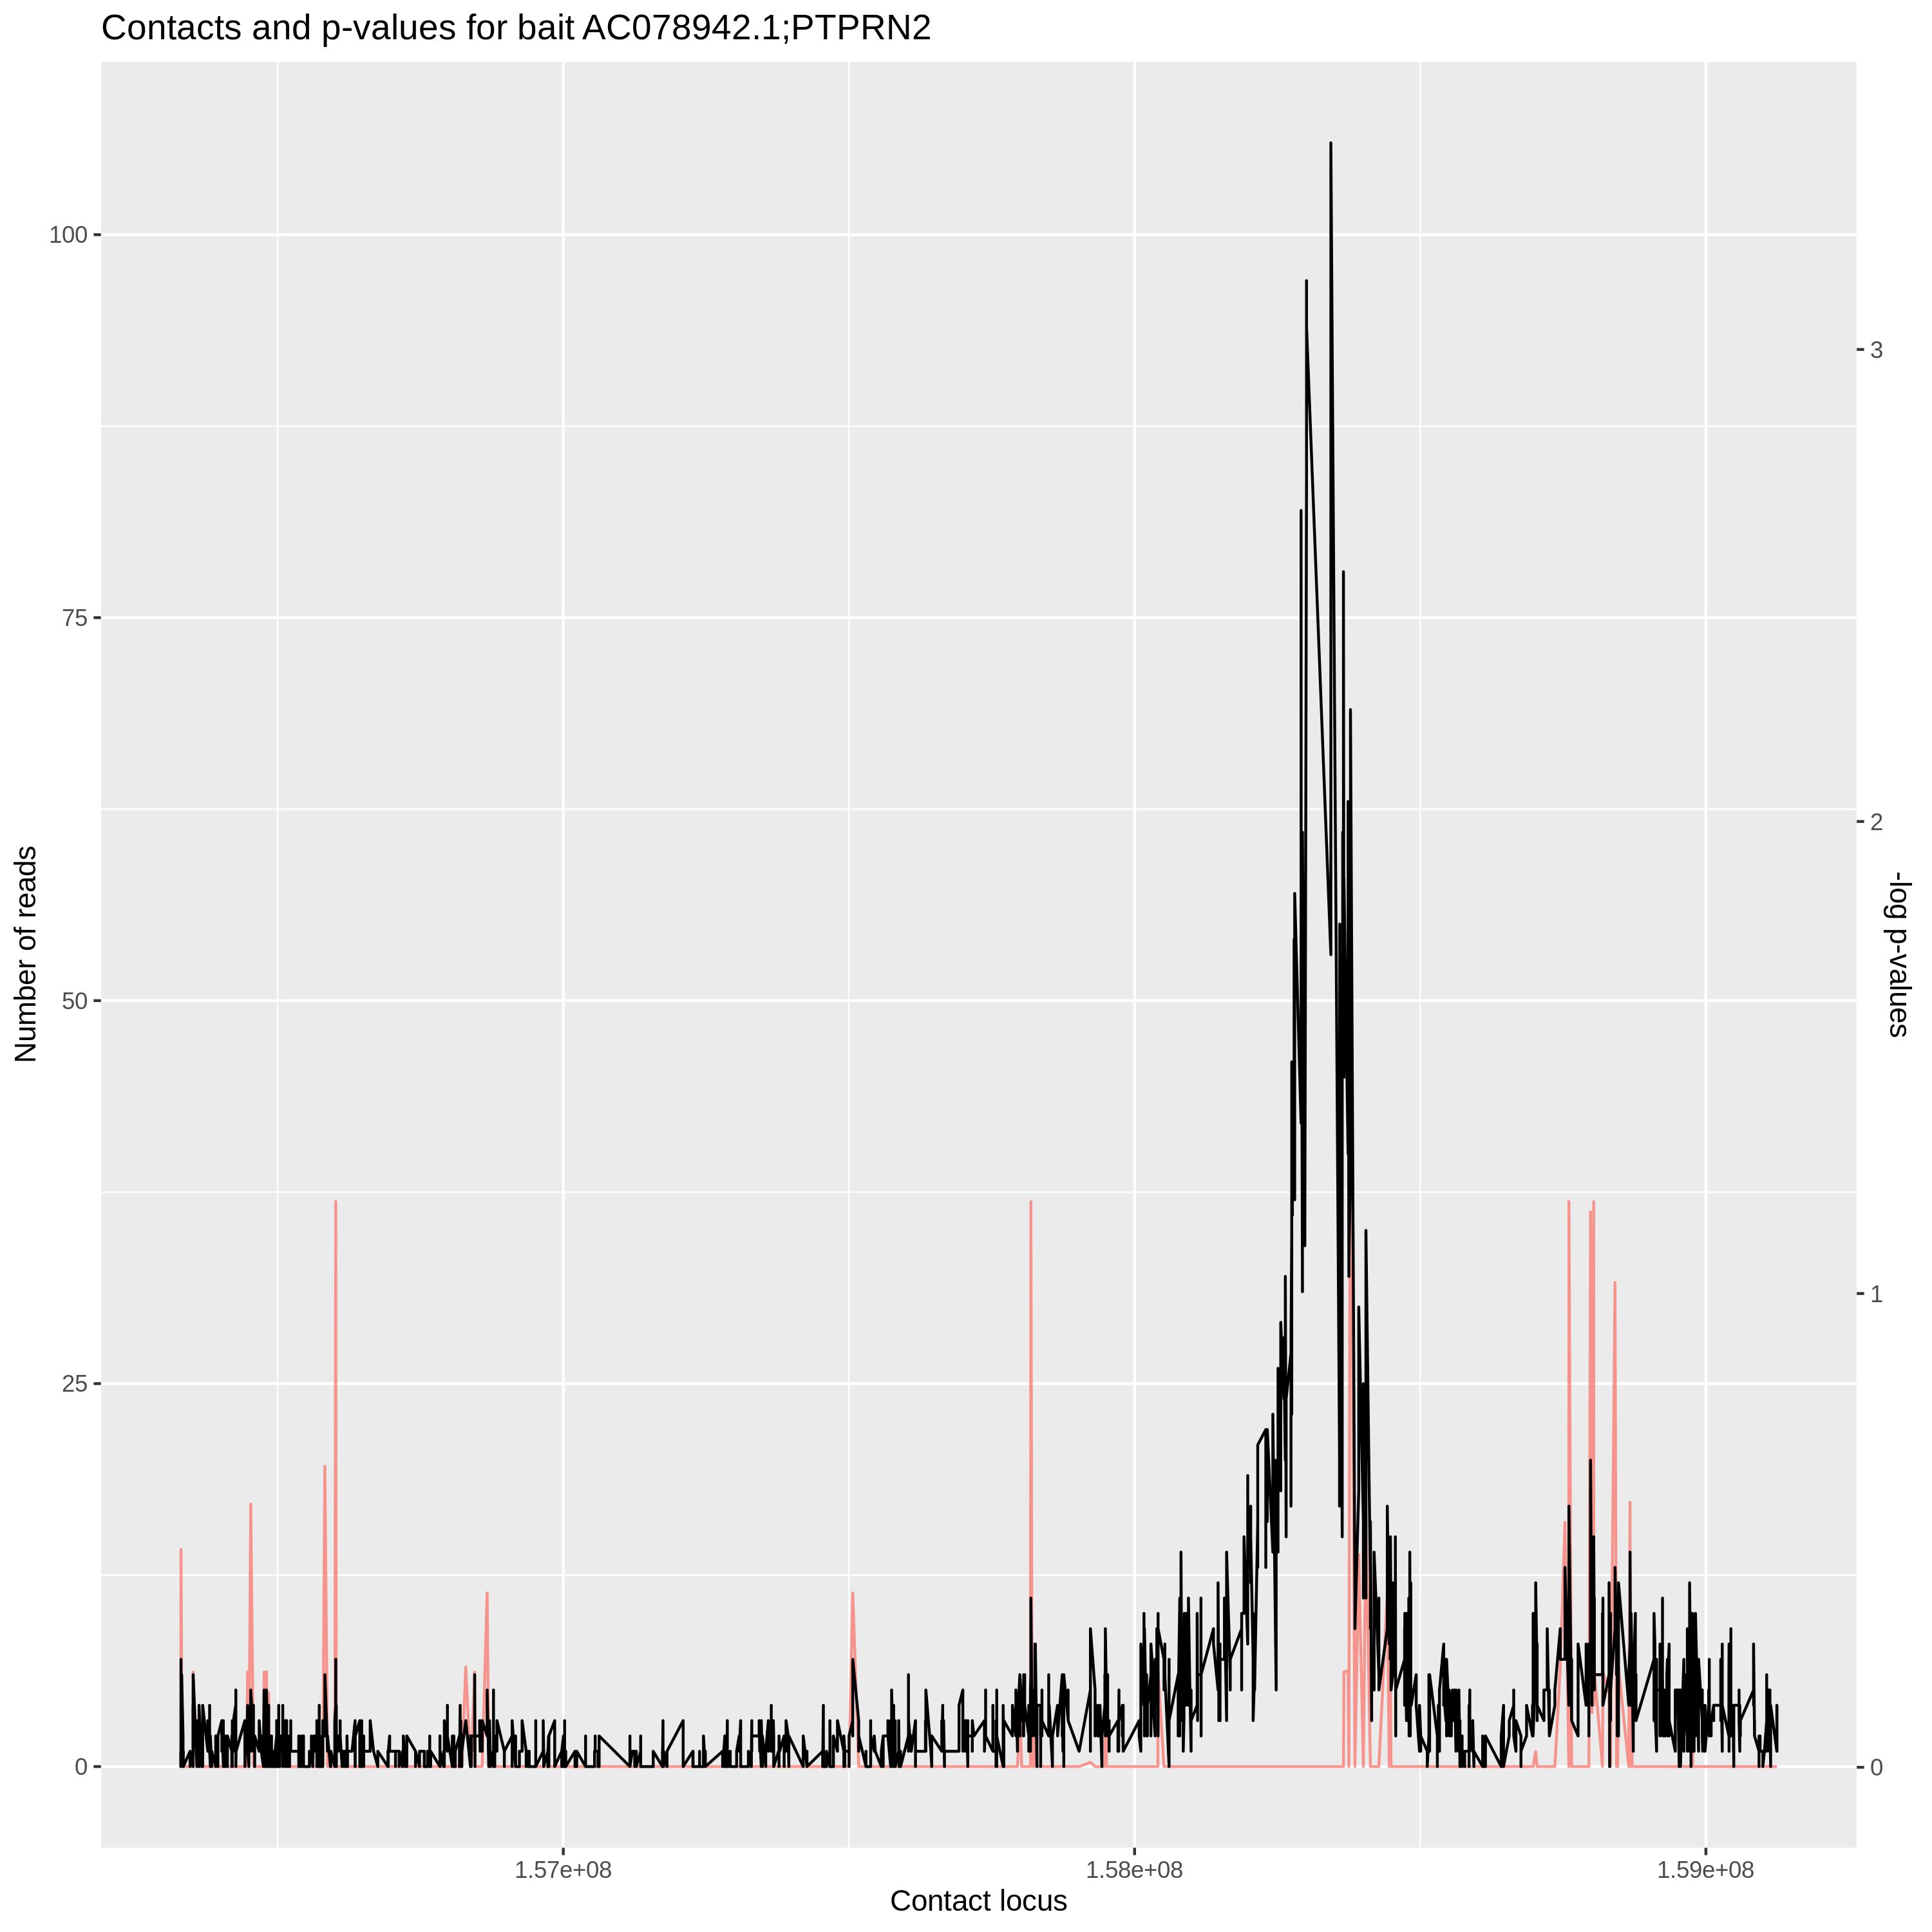 Contacts and p-values for bait AC078942.1;PTPRN2
100
75
50
25
0
Number of reads
3
2
1
0
-log p-values
1.57e+08
1.58e+08
1.59e+08
Contact locus